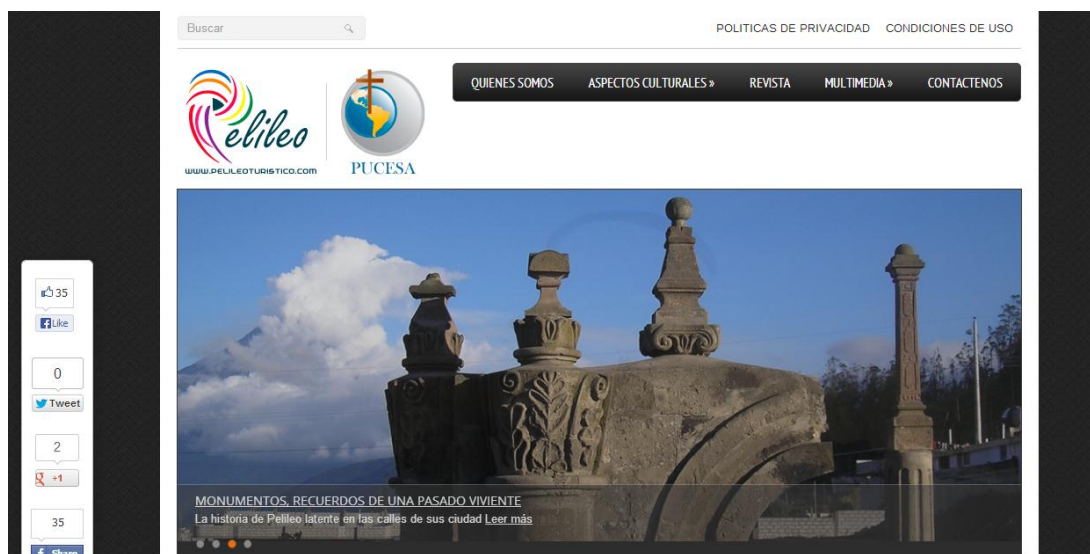 Buscar
POLITICAS DE PRIVACIDAD CONDICIONES DE USO
QUIENES SOMOS ASPECTOS CULTURALES » REVISTA MULTIMEDIA » CONTACTENOS
Pelileo
WWW.PELILEOTURISTICO.COM
PUCESA
35
Like
0
Tweet
2
+1
35
Share
MONUMENTOS, RECUERDOS DE UNA PASADO VIVIENTE
La historia de Pelileo latente en las calles de sus ciudad Leer más